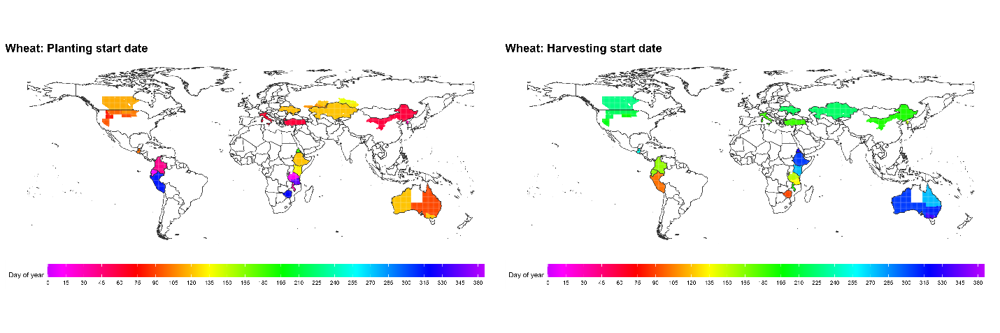 Wheat: Planting start date
Wheat: Harvesting start date
Day of year
0 15 30 45 60 75 90 105 120 135 150 165 180 195 210 225 240 255 270 285 300 315 330 345 360
Day of year
0 15 30 45 60 75 90 105 120 135 150 165 180 195 210 225 240 255 270 285 300 315 330 345 360